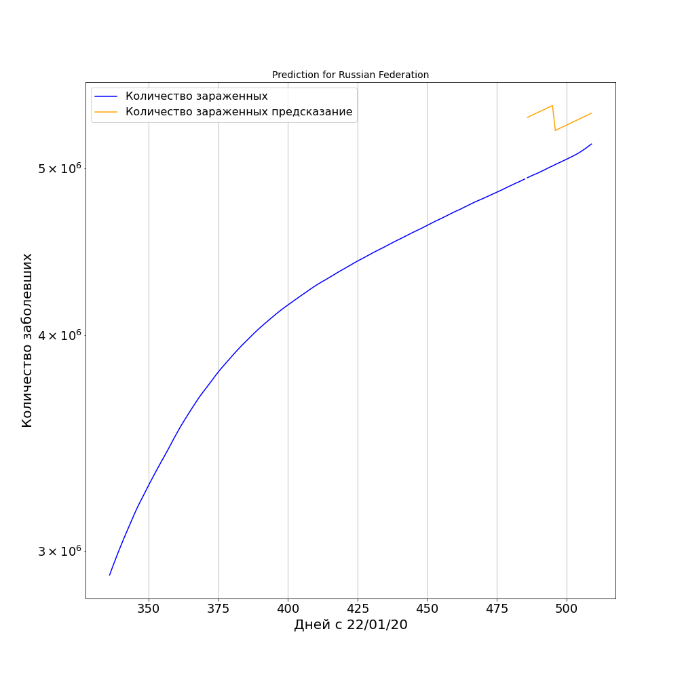 Prediction for Russian Federation
Количество зараженных
Количество зараженных предсказание
5 × 10⁶
4 × 10⁶
3 × 10⁶
Количество заболевших
350 375 400 425 450 475 500
Дней с 22/01/20